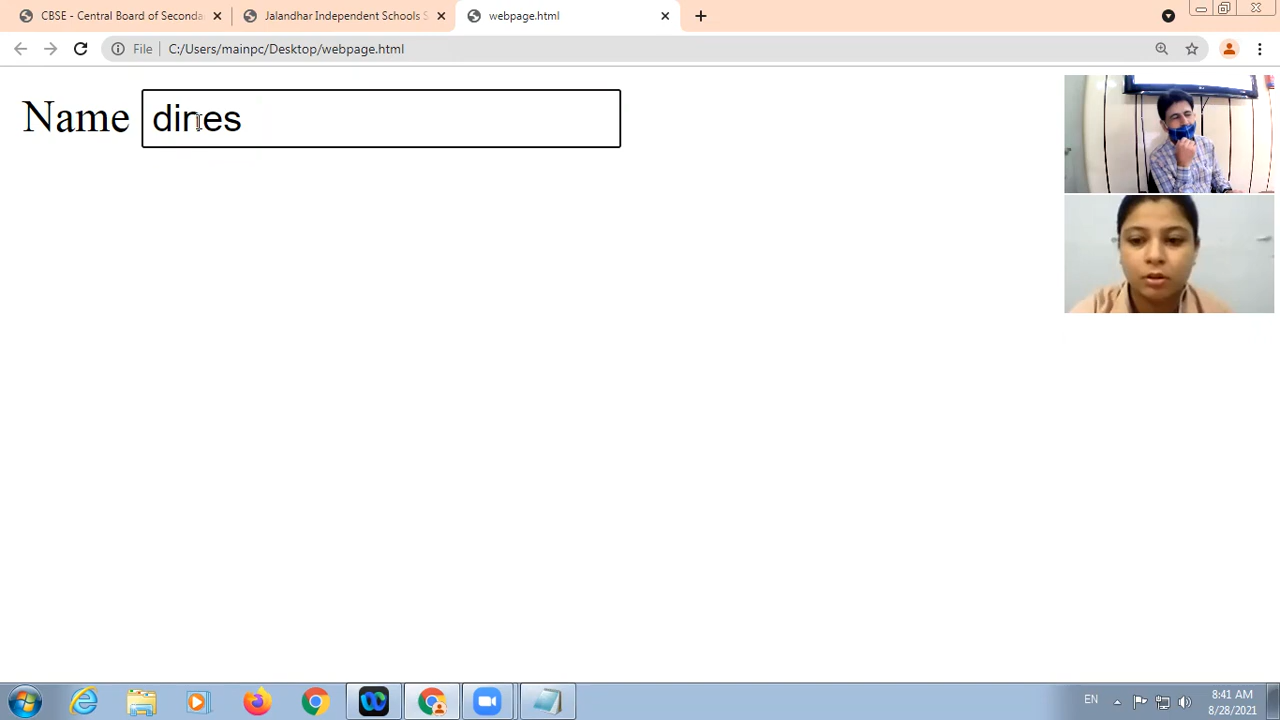 CBSE - Central Board of Seconda
Jalandhar Independent Schools S
webpage.html
File
C:/Users/mainpc/Desktop/webpage.html
Name
dines
EN
8:41 AM
8/28/2021